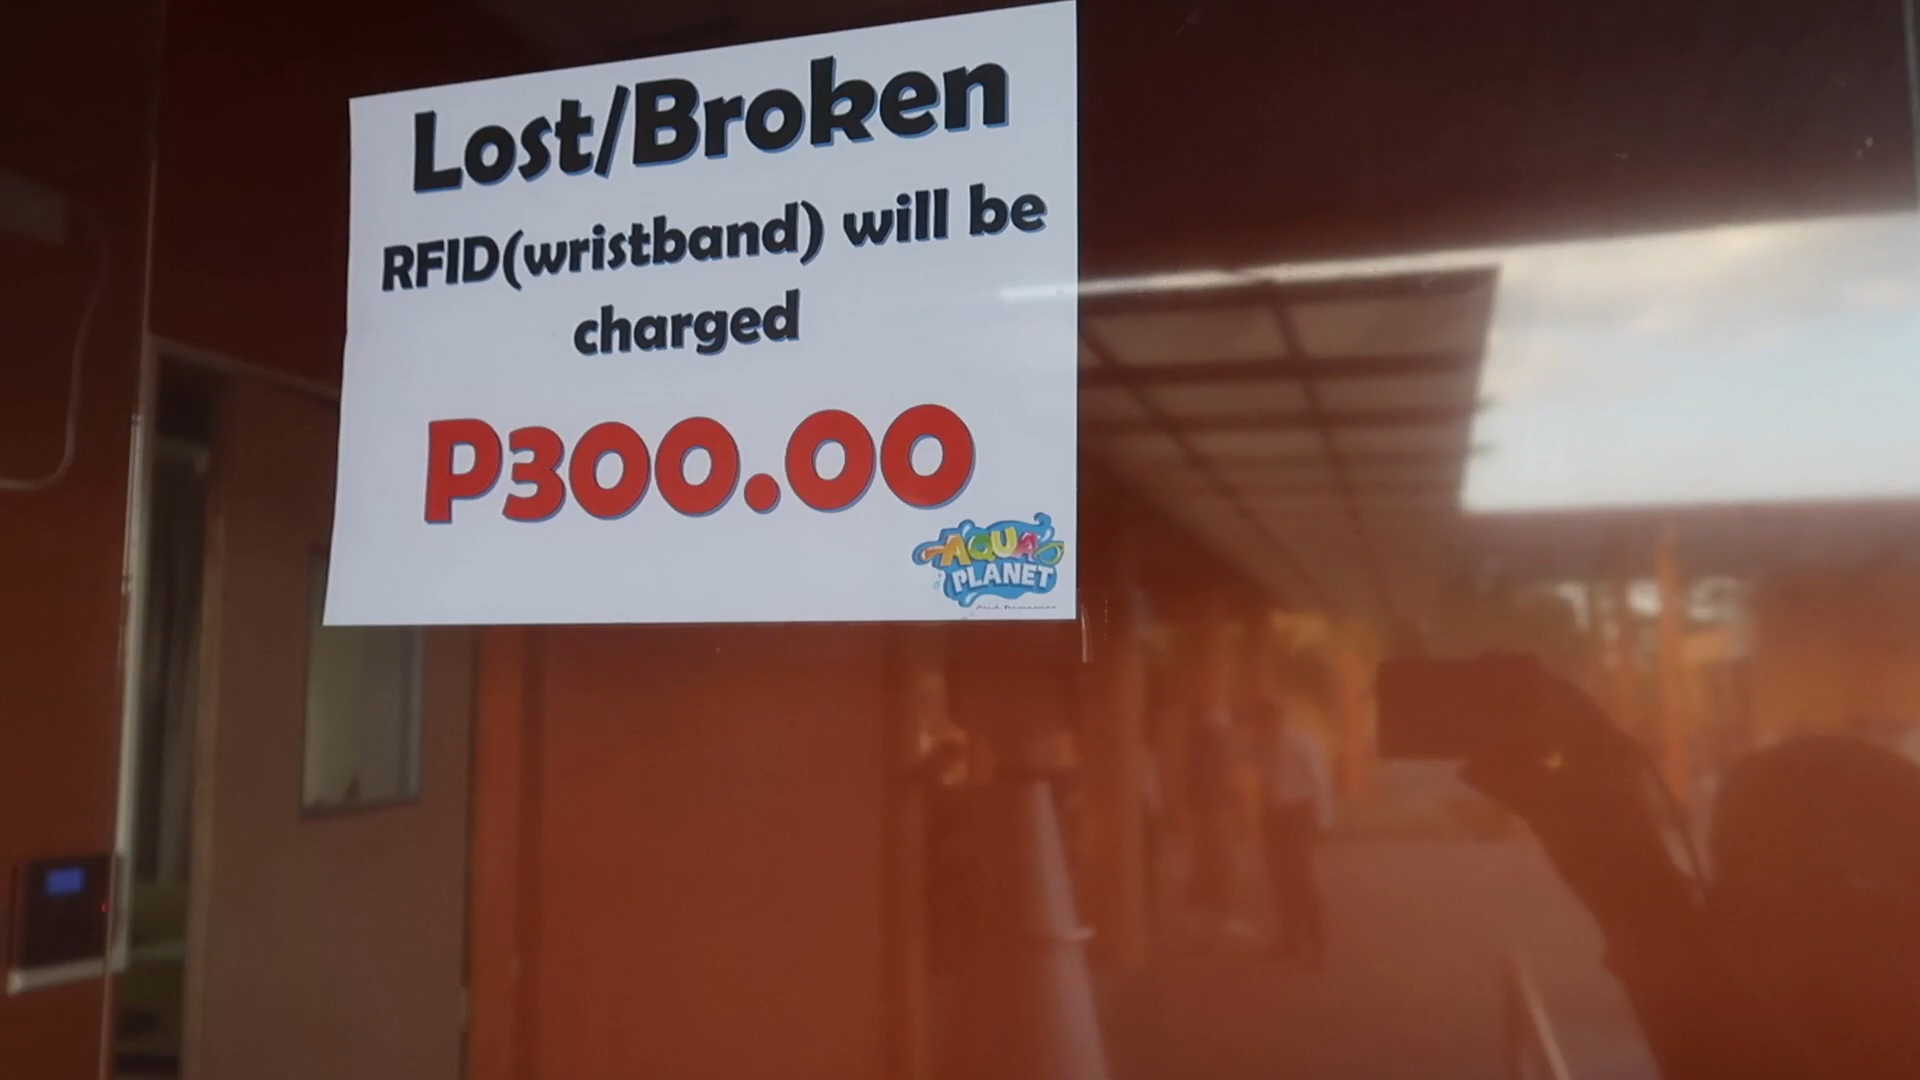 Lost/Broken
RFID(wristband) will be
charged
P300.00
AQUA
PLANET